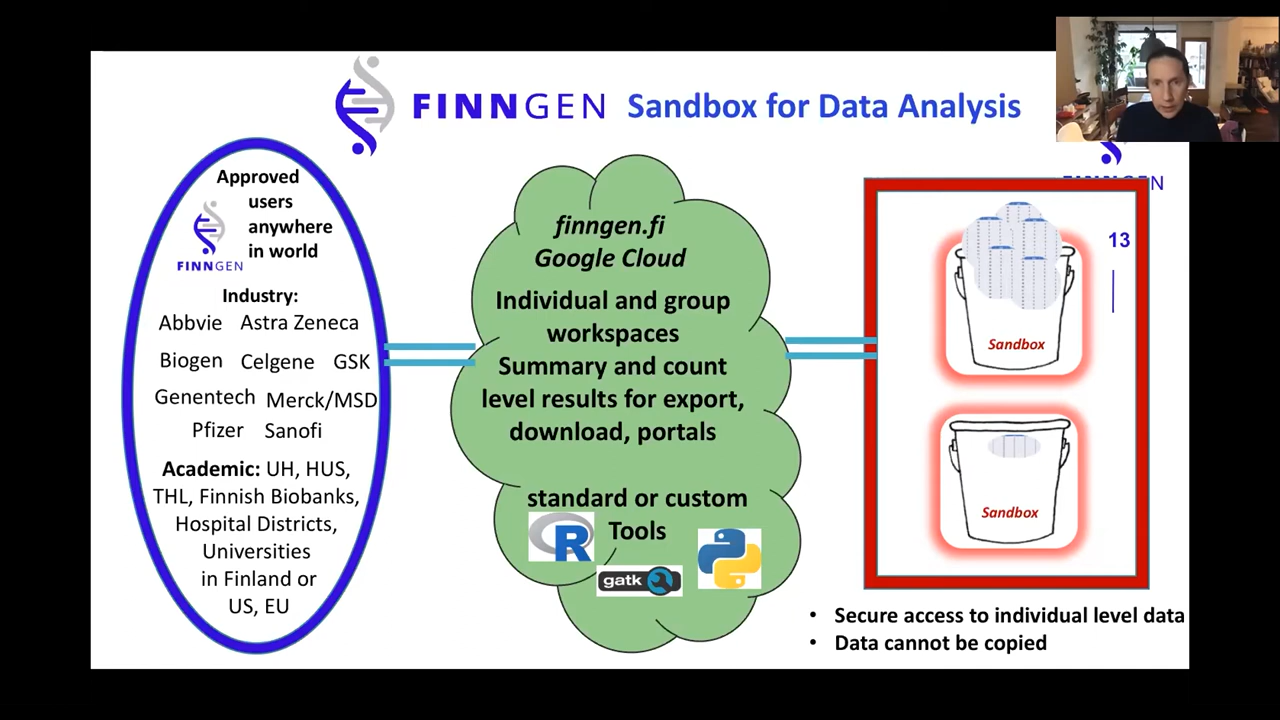 FINNGEN Sandbox for Data Analysis
Approved
users
anywhere
in world
FINNGEN
Industry:
Abbvie Astra Zeneca
Biogen Celgene GSK
Genentech Merck/MSD
Pfizer Sanofi
Academic: UH, HUS,
THL, Finnish Biobanks,
Hospital Districts,
Universities
in Finland or
US, EU
finngen.fi
Google Cloud
Individual and group
workspaces
Summary and count
level results for export,
download, portals
standard or custom
Tools
R
gatk
13
Sandbox
Sandbox
• Secure access to individual level data
• Data cannot be copied